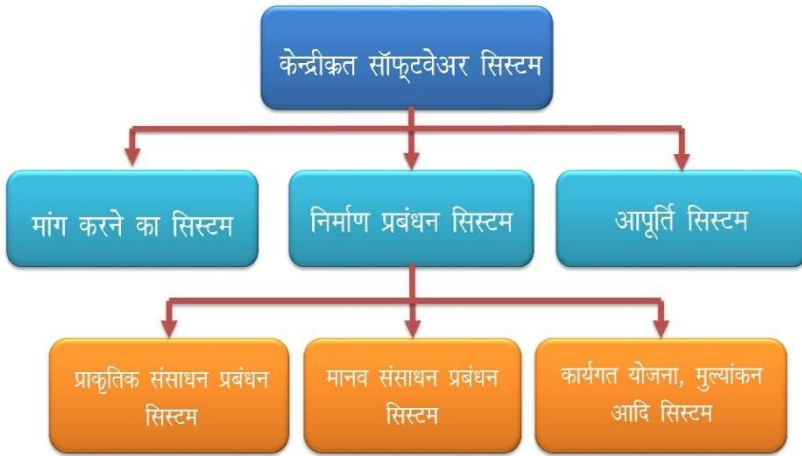 केन्द्रीकृत सॉफ्टवेअर सिस्टम
मांग करने का सिस्टम
निर्माण प्रबंधन सिस्टम
आपूर्ति सिस्टम
प्राकृतिक संसाधन प्रबंधन
सिस्टम
मानव संसाधन प्रबंधन
सिस्टम
कार्यगत योजना, मुल्यांकन
आदि सिस्टम